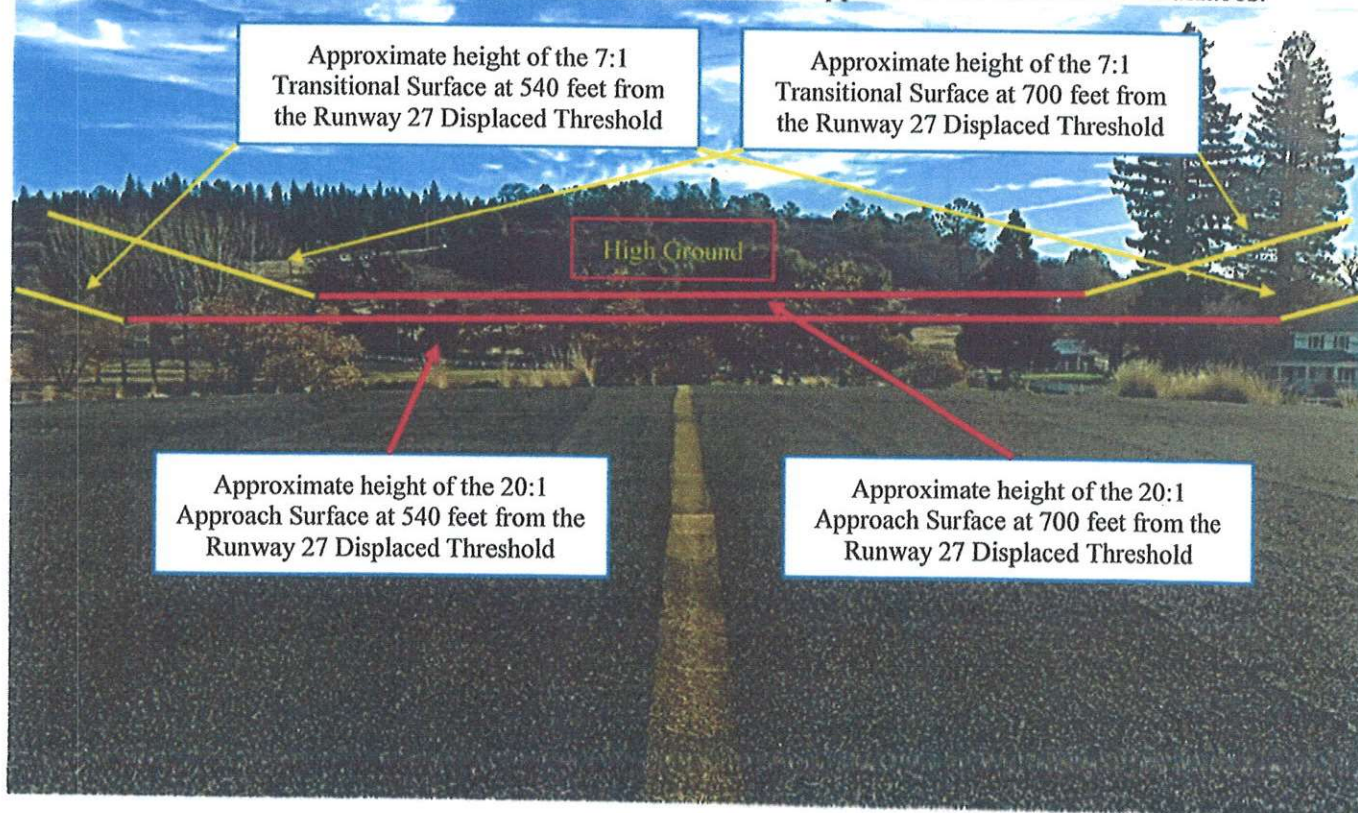 Approximate height of the 7:1
Transitional Surface at 540 feet from
the Runway 27 Displaced Threshold
Approximate height of the 7:1
Transitional Surface at 700 feet from
the Runway 27 Displaced Threshold
High Ground
Approximate height of the 20:1
Approach Surface at 540 feet from the
Runway 27 Displaced Threshold
Approximate height of the 20:1
Approach Surface at 700 feet from the
Runway 27 Displaced Threshold